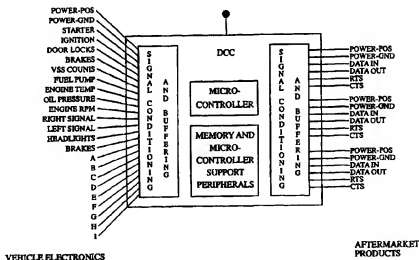 POWER-POS
POWER-GND
STARTER
IGNITION
DOOR LOCKS
BRAKES
VSS COUNTS
FUEL PUMP
ENGINE TEMP
OIL PRESSURE
ENGINE RPM
RIGHT SIGNAL
LEFT SIGNAL
HEADLIGHTS
BRAKES
A
B
C
D
E
F
G
H
I
VEHICLE ELECTRONICS
SIGNAL CONDITIONING
AND BUFFERING
DCC
MICRO-
CONTROLLER
MEMORY AND
MICRO-
CONTROLLER
SUPPORT
PERIPHERALS
SIGNAL CONDITIONING
AND BUFFERING
POWER-POS
POWER-GND
DATA IN
DATA OUT
RTS
CTS
POWER-POS
POWER-GND
DATA IN
DATA OUT
RTS
CTS
POWER-POS
POWER-GND
DATA IN
DATA OUT
RTS
CTS
AFTERMARKET
PRODUCTS